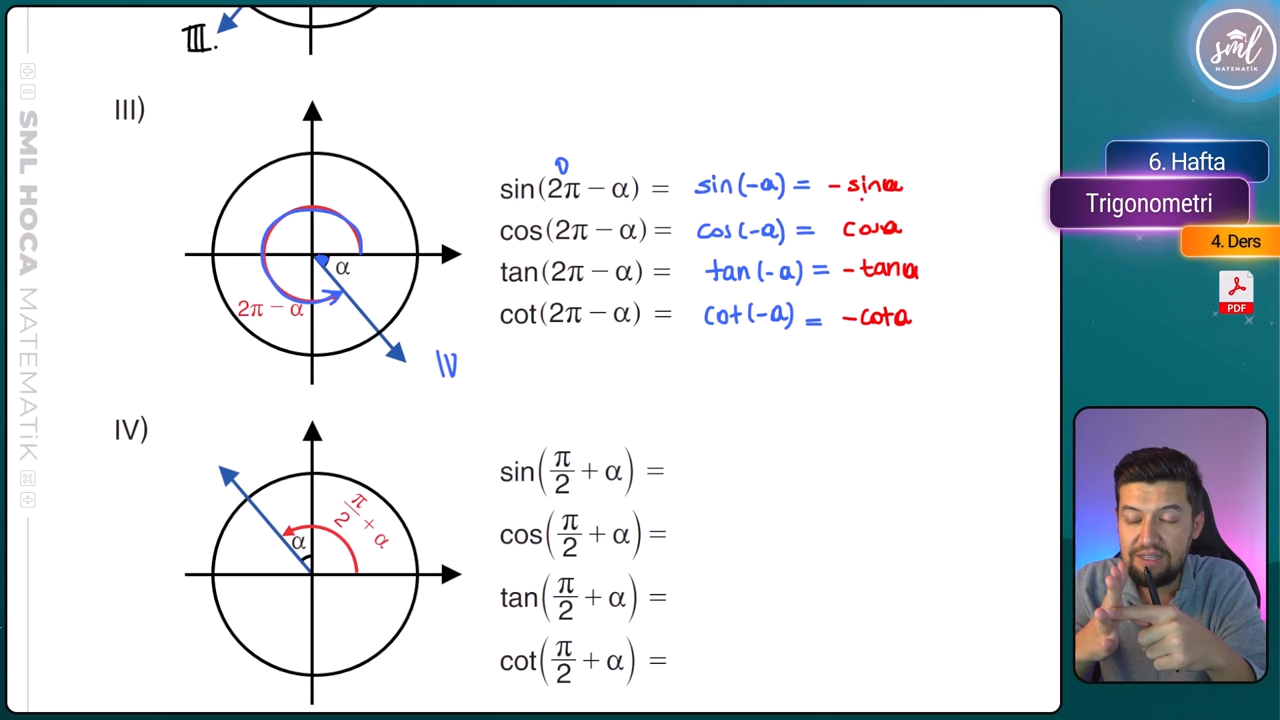 III.
III)
0
sin(2π − α) = sin(-α) = -sinα
cos(2π − α) = cos(-α) = cosα
tan(2π − α) = tan(-α) = -tanα
cot(2π − α) = cot(-α) = -cotα
α
2π − α
IV
IV)
π/2 + α
α
sin(π/2 + α) =
cos(π/2 + α) =
tan(π/2 + α) =
cot(π/2 + α) =
SML HOCA MATEMATİK
sml
MATEMATİK
6. Hafta
Trigonometri
4. Ders
PDF